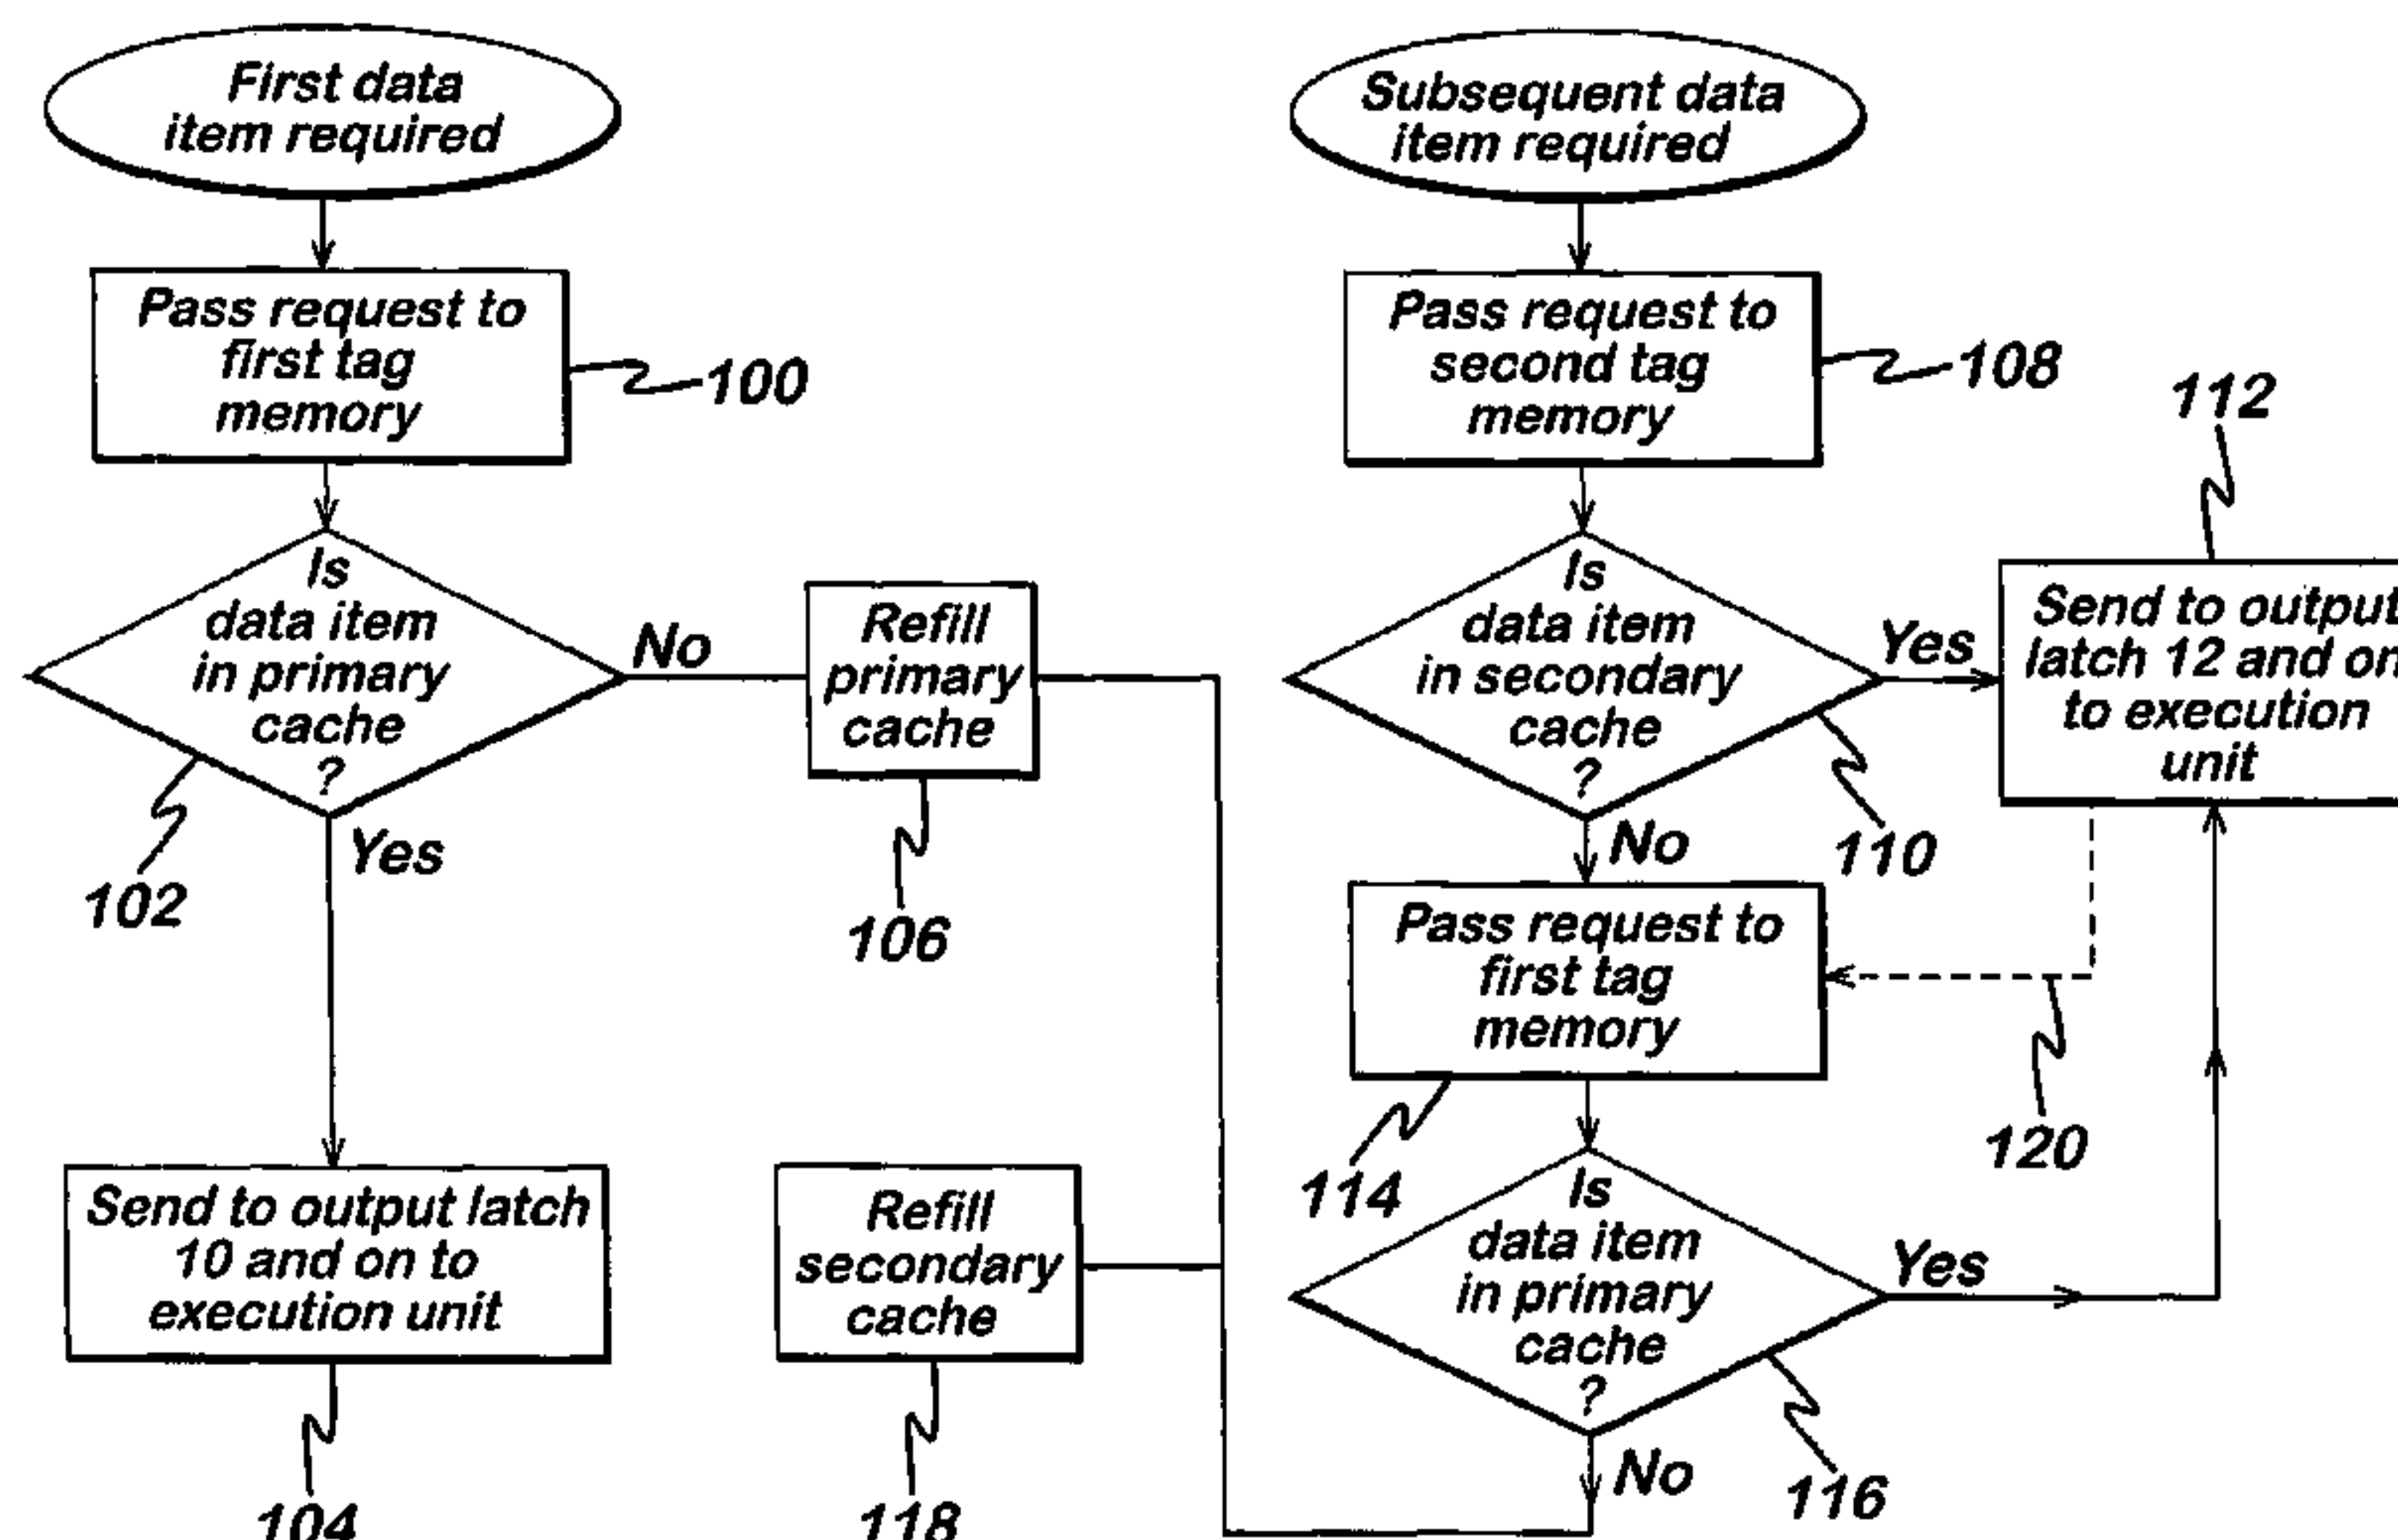 First data
item required
Pass request to
first tag
memory
100
Is
data item
in primary
cache
?
No
Yes
102
Refill
primary
cache
106
Send to output latch
10 and on to
execution unit
104
Refill
secondary
cache
118
Subsequent data
item required
Pass request to
second tag
memory
108
Is
data item
in secondary
cache
?
Yes
No
110
112
Send to output
latch 12 and on
to execution
unit
Pass request to
first tag
memory
114
120
Is
data item
in primary
cache
?
Yes
No
116